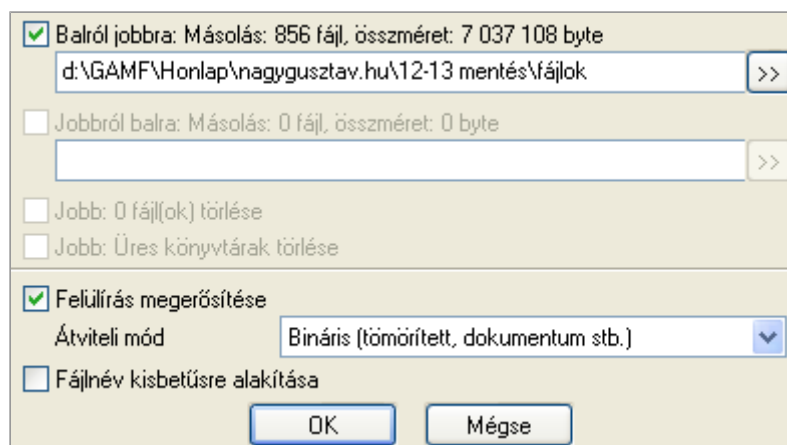 Balról jobbra: Másolás: 856 fájl, összméret: 7 037 108 byte
d:\GAMF\Honlap\nagygusztav.hu\12-13 mentés\fájlok >>
Jobbról balra: Másolás: 0 fájl, összméret: 0 byte
>>
Jobb: 0 fájl(ok) törlése
Jobb: Üres könyvtárak törlése
Felülírás megerősítése
Átviteli mód Bináris (tömörített, dokumentum stb.)
Fájlnév kisbetűsre alakítása
OK Mégse